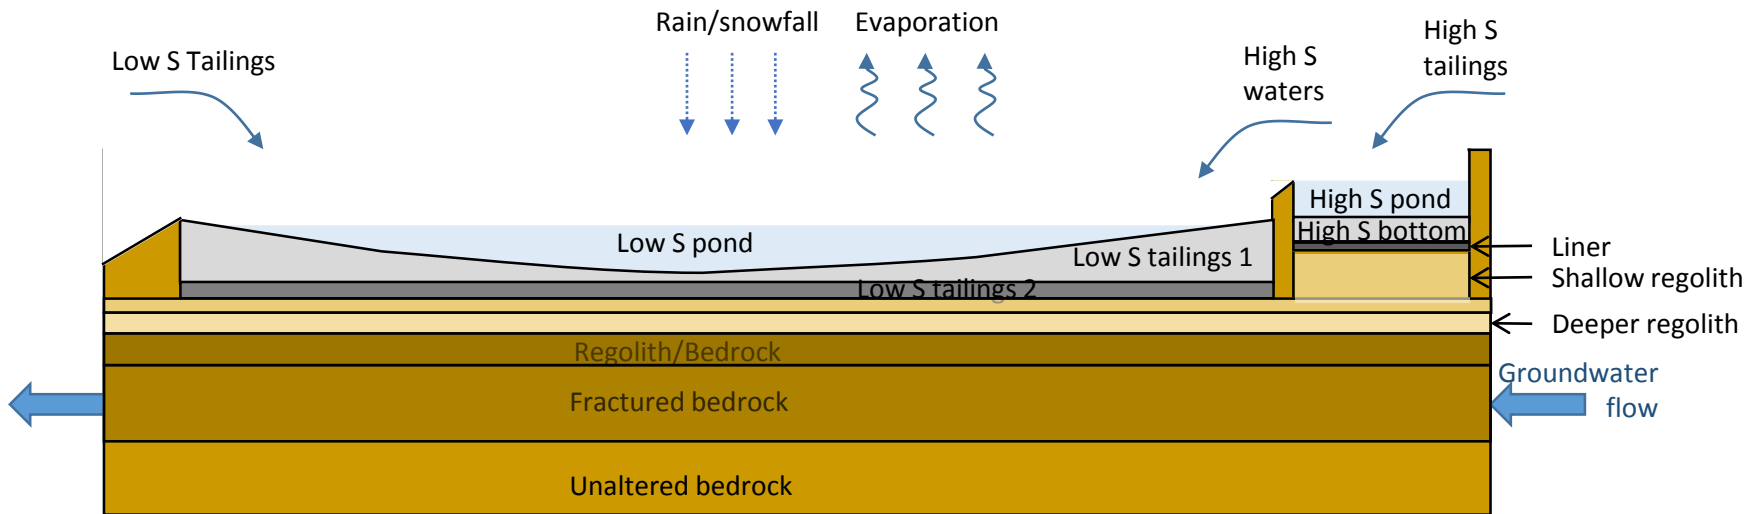 Rain/snowfall
Evaporation
High S
tailings
High S
waters
Low S Tailings
High S pond
High S bottom
Low S pond
Low S tailings 1
Low S tailings 2
Liner
Shallow regolith
Deeper regolith
Regolith/Bedrock
Groundwater
flow
Fractured bedrock
Unaltered bedrock